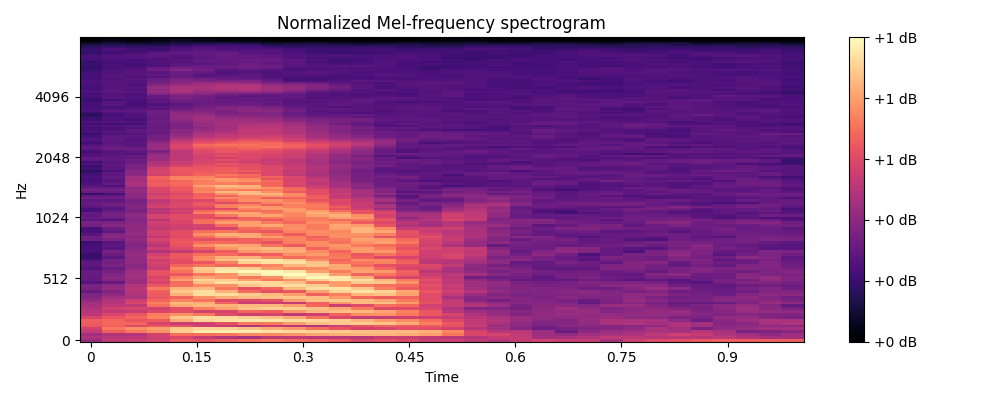 Normalized Mel-frequency spectrogram
Hz
4096
2048
1024
512
0
0 0.15 0.3 0.45 0.6 0.75 0.9
Time
+1 dB
+1 dB
+1 dB
+0 dB
+0 dB
+0 dB